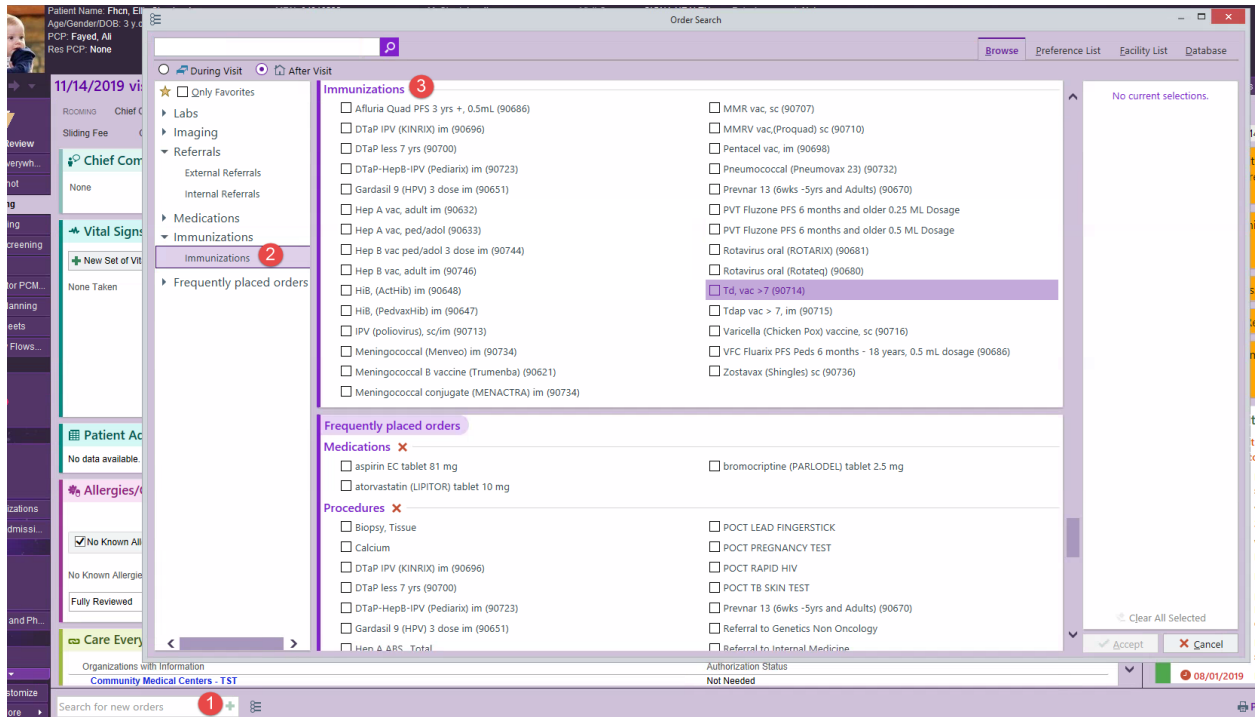 Patient Name: Fhcn, Ell
Age/Gender/DOB: 3 y.o
PCP: Fayed, Ali
Res PCP: None
Order Search
Browse Preference List Facility List Database
During Visit After Visit
11/14/2019 vi
Rooming Chief C
Sliding Fee
Review
Chief Com
None
Vital Signs
New Set of Vit
None Taken
Patient Ac
No data available.
Allergies/
No Known All
No Known Allergie
Fully Reviewed
Care Every
Only Favorites
Labs
Imaging
Referrals
External Referrals
Internal Referrals
Medications
Immunizations
Immunizations 2
Frequently placed orders
Immunizations 3
Afluria Quad PFS 3 yrs +, 0.5mL (90686)
DTaP IPV (KINRIX) im (90696)
DTaP less 7 yrs (90700)
DTaP-HepB-IPV (Pediarix) im (90723)
Gardasil 9 (HPV) 3 dose im (90651)
Hep A vac, adult im (90632)
Hep A vac, ped/adol (90633)
Hep B vac ped/adol 3 dose im (90744)
Hep B vac, adult im (90746)
HiB, (ActHib) im (90648)
HiB, (PedvaxHib) im (90647)
IPV (poliovirus), sc/im (90713)
Meningococcal (Menveo) im (90734)
Meningococcal B vaccine (Trumenba) (90621)
Meningococcal conjugate (MENACTRA) im (90734)
MMR vac, sc (90707)
MMRV vac,(Proquad) sc (90710)
Pentacel vac, im (90698)
Pneumococcal (Pneumovax 23) (90732)
Prevnar 13 (6wks -5yrs and Adults) (90670)
PVT Fluzone PFS 6 months and older 0.25 ML Dosage
PVT Fluzone PFS 6 months and older 0.5 ML Dosage
Rotavirus oral (ROTARIX) (90681)
Rotavirus oral (Rotateq) (90680)
Td, vac >7 (90714)
Tdap vac > 7, im (90715)
Varicella (Chicken Pox) vaccine, sc (90716)
VFC Fluarix PFS Peds 6 months - 18 years, 0.5 mL dosage (90686)
Zostavax (Shingles) sc (90736)
Frequently placed orders
Medications
aspirin EC tablet 81 mg
atorvastatin (LIPITOR) tablet 10 mg
bromocriptine (PARLODEL) tablet 2.5 mg
Procedures
Biopsy, Tissue
Calcium
DTaP IPV (KINRIX) im (90696)
DTaP less 7 yrs (90700)
DTaP-HepB-IPV (Pediarix) im (90723)
Gardasil 9 (HPV) 3 dose im (90651)
Hep A ABS, Total
POCT LEAD FINGERSTICK
POCT PREGNANCY TEST
POCT RAPID HIV
POCT TB SKIN TEST
Prevnar 13 (6wks -5yrs and Adults) (90670)
Referral to Genetics Non Oncology
Referral to Internal Medicine
No current selections.
Clear All Selected
Accept Cancel
Organizations with Information
Community Medical Centers - TST
Authorization Status
Not Needed
08/01/2019
Search for new orders 1